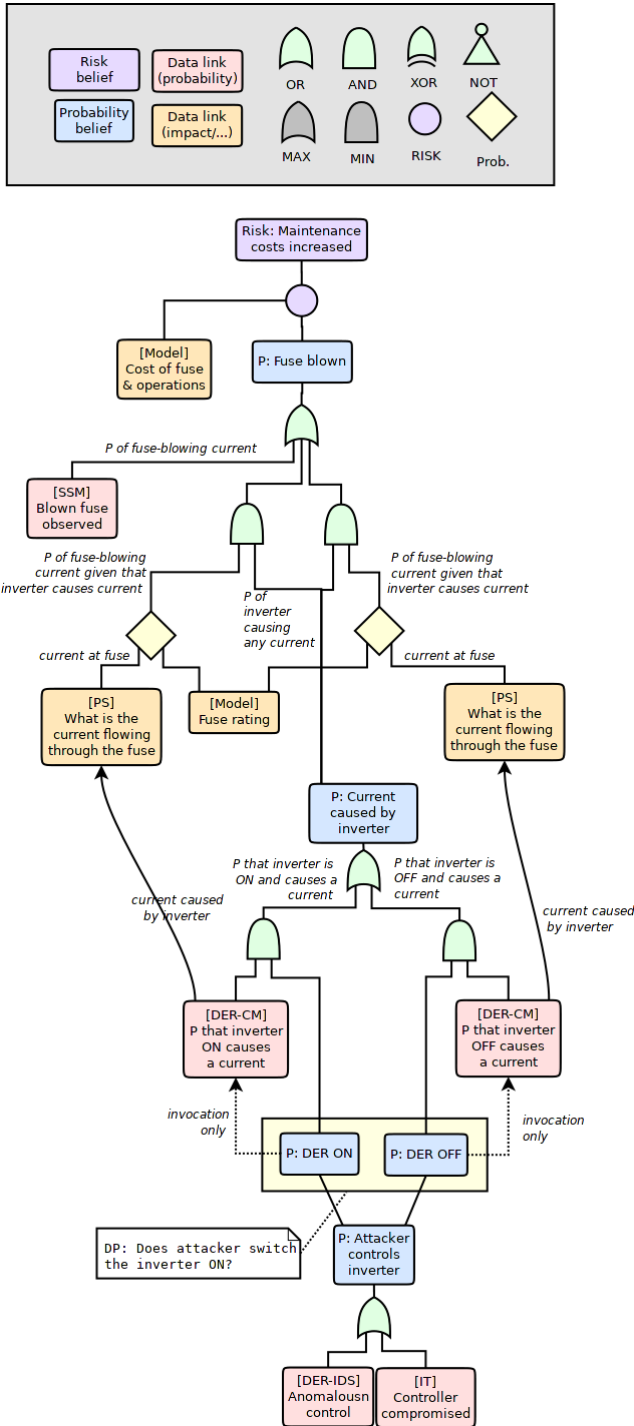 Risk
belief
Data link
(probability)
Probability
belief
Data link
(impact/...)
OR
AND
XOR
NOT
MAX
MIN
RISK
Prob.
Risk: Maintenance
costs increased
[Model]
Cost of fuse
& operations
P: Fuse blown
P of fuse-blowing current
[SSM]
Blown fuse
observed
P of fuse-blowing
current given that
inverter causes current
P of
inverter
causing
any current
P of fuse-blowing
current given that
inverter causes current
current at fuse
current at fuse
[PS]
What is the
current flowing
through the fuse
[Model]
Fuse rating
[PS]
What is the
current flowing
through the fuse
P: Current
caused by
inverter
P that inverter is
ON and causes a
current
P that inverter is
OFF and causes a
current
current caused
by inverter
current caused
by inverter
[DER-CM]
P that inverter
ON causes
a current
[DER-CM]
P that inverter
OFF causes
a current
invocation
only
invocation
only
P: DER ON
P: DER OFF
DP: Does attacker switch
the inverter ON?
P: Attacker
controls
inverter
[DER-IDS]
Anomalousn
control
[IT]
Controller
compromised